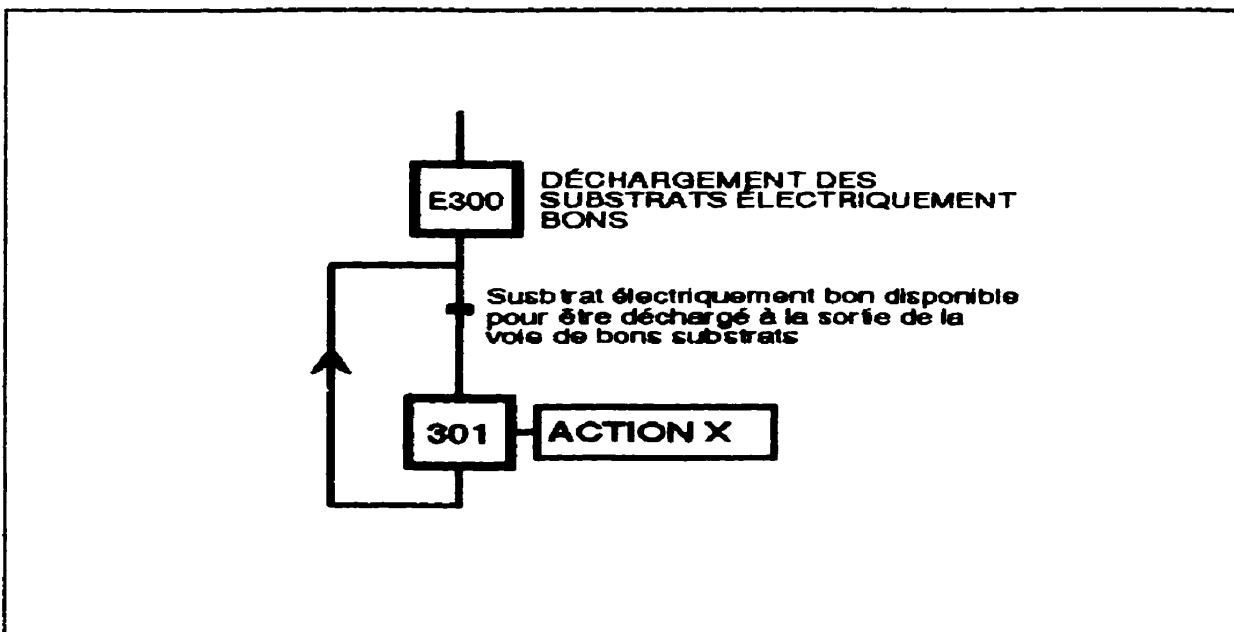 E300
DÉCHARGEMENT DES
SUBSTRATS ÉLECTRIQUEMENT
BONS
Susbtrat électriquement bon disponible
pour être déchargé à la sortie de la
voie de bons substrats
301
ACTION X